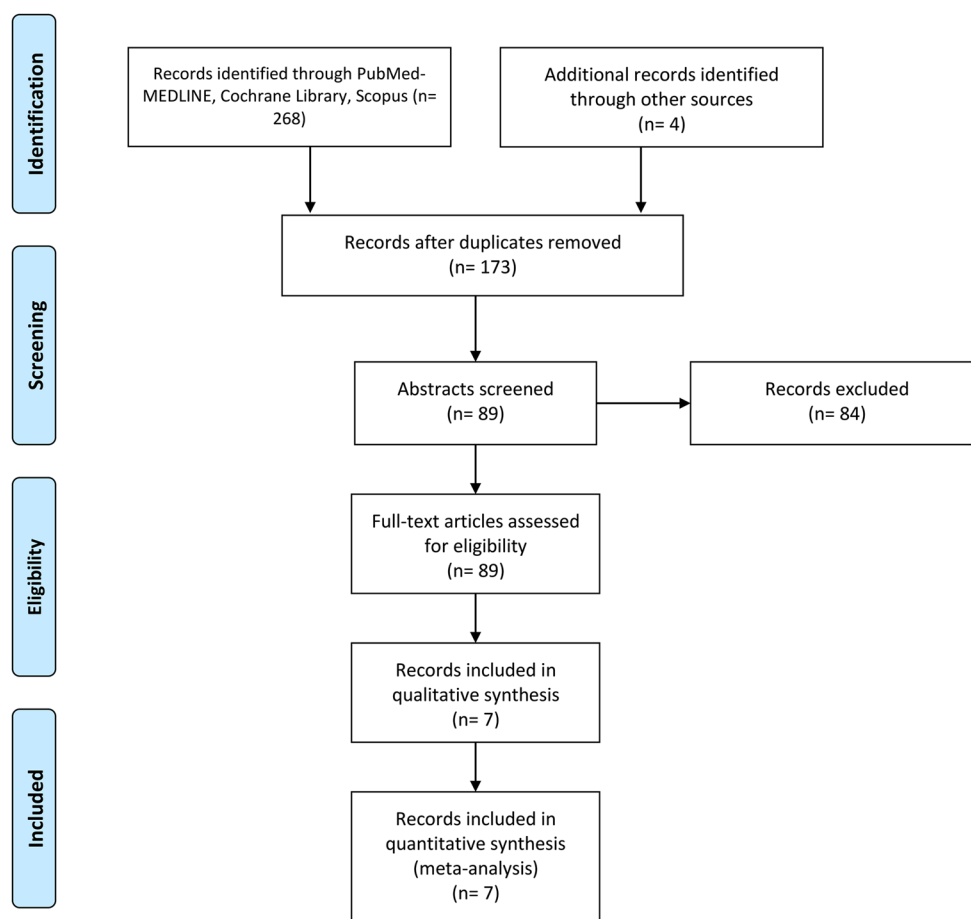 Identification
Records identified through PubMed-
MEDLINE, Cochrane Library, Scopus (n=
268)
Additional records identified
through other sources
(n= 4)
Records after duplicates removed
(n= 173)
Screening
Abstracts screened
(n= 89)
Records excluded
(n= 84)
Eligibility
Full-text articles assessed
for eligibility
(n= 89)
Records included in
qualitative synthesis
(n= 7)
Included
Records included in
quantitative synthesis
(meta-analysis)
(n= 7)